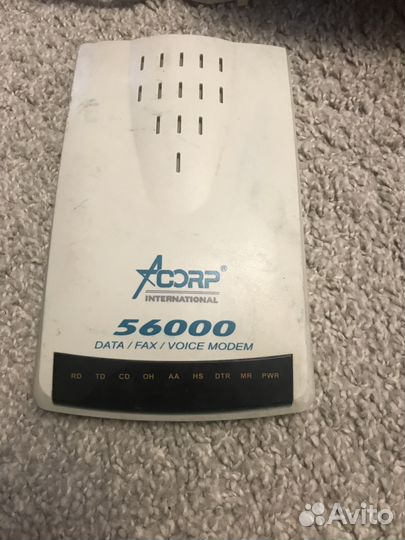 ACORP®
INTERNATIONAL
56000
DATA / FAX / VOICE MODEM
RD TD CD OH AA HS DTR MR PWR
Avito